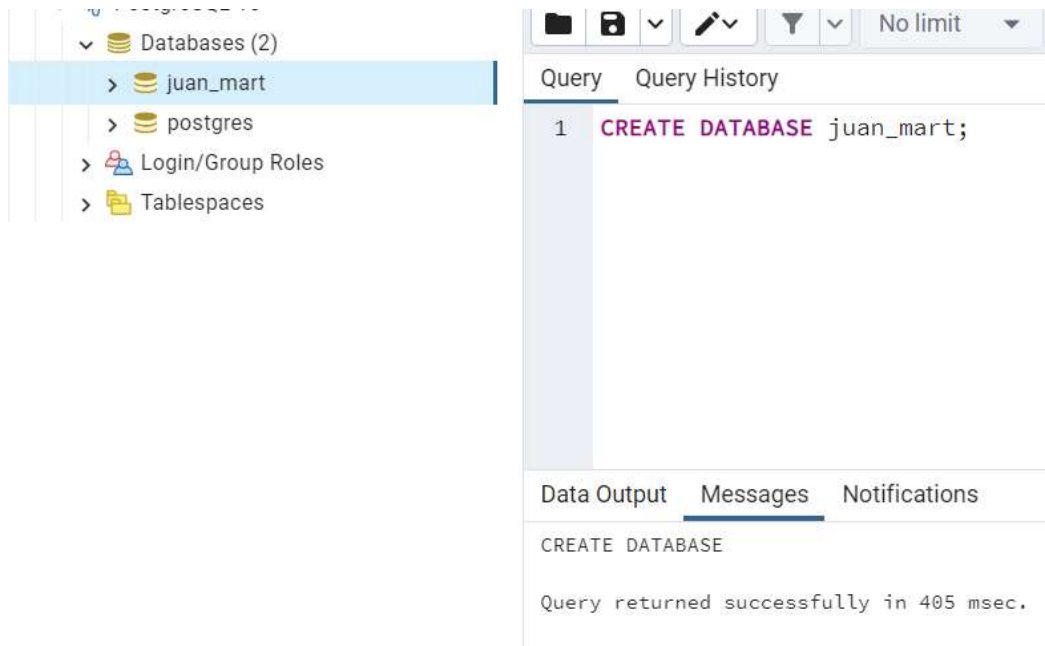 Databases (2)
juan_mart
postgres
Login/Group Roles
Tablespaces
No limit
Query Query History
1 CREATE DATABASE juan_mart;
Data Output Messages Notifications
CREATE DATABASE
Query returned successfully in 405 msec.